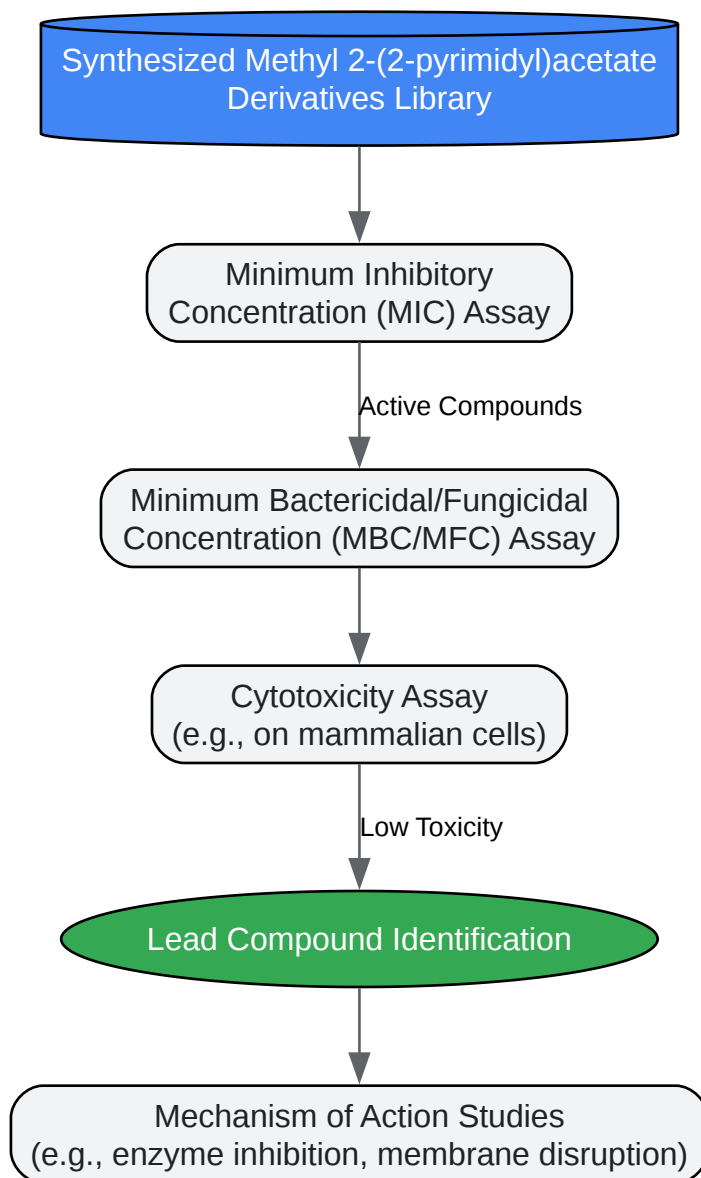 Synthesized Methyl 2-(2-pyrimidyl)acetate
Derivatives Library
Minimum Inhibitory
Concentration (MIC) Assay
Active Compounds
Minimum Bactericidal/Fungicidal
Concentration (MBC/MFC) Assay
Cytotoxicity Assay
(e.g., on mammalian cells)
Low Toxicity
Lead Compound Identification
Mechanism of Action Studies
(e.g., enzyme inhibition, membrane disruption)